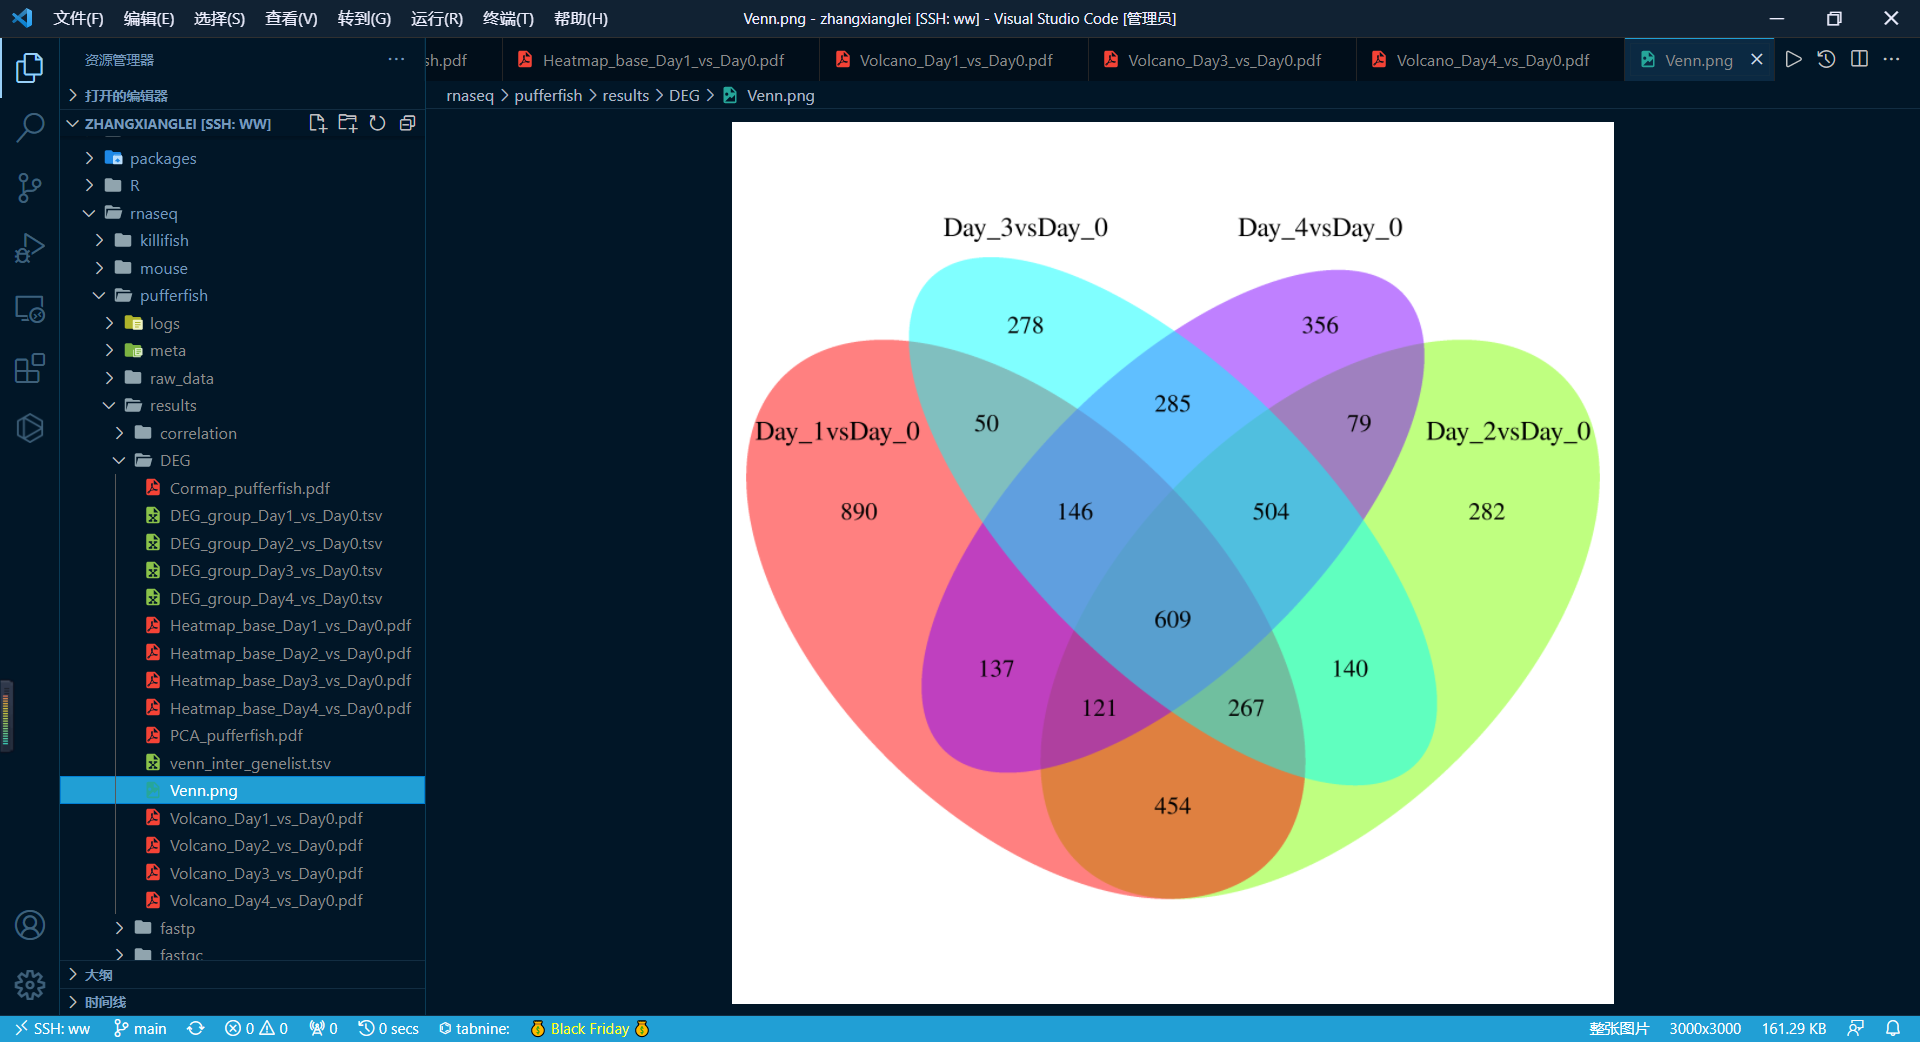 文件(F) 编辑(E) 选择(S) 查看(V) 转到(G) 运行(R) 终端(T) 帮助(H) Venn.png - zhangxianglei [SSH: ww] - Visual Studio Code [管理员]
资源管理器
sh.pdf Heatmap_base_Day1_vs_Day0.pdf Volcano_Day1_vs_Day0.pdf Volcano_Day3_vs_Day0.pdf Volcano_Day4_vs_Day0.pdf Venn.png
打开的编辑器
rnaseq > pufferfish > results > DEG > Venn.png
ZHANGXIANGLEI [SSH: WW]
packages
R
rnaseq
killifish
mouse
pufferfish
logs
meta
raw_data
results
correlation
DEG
Cormap_pufferfish.pdf
DEG_group_Day1_vs_Day0.tsv
DEG_group_Day2_vs_Day0.tsv
DEG_group_Day3_vs_Day0.tsv
DEG_group_Day4_vs_Day0.tsv
Heatmap_base_Day1_vs_Day0.pdf
Heatmap_base_Day2_vs_Day0.pdf
Heatmap_base_Day3_vs_Day0.pdf
Heatmap_base_Day4_vs_Day0.pdf
PCA_pufferfish.pdf
venn_inter_genelist.tsv
Venn.png
Volcano_Day1_vs_Day0.pdf
Volcano_Day2_vs_Day0.pdf
Volcano_Day3_vs_Day0.pdf
Volcano_Day4_vs_Day0.pdf
fastp
fastqc
大纲
时间线
Day_3vsDay_0 Day_4vsDay_0
278 356
285
50 79
Day_1vsDay_0 Day_2vsDay_0
890 146 504 282
609
137 140
121 267
454
SSH: ww main 0 0 0 0 secs tabnine: Black Friday 整张图片 3000x3000 161.29 KB